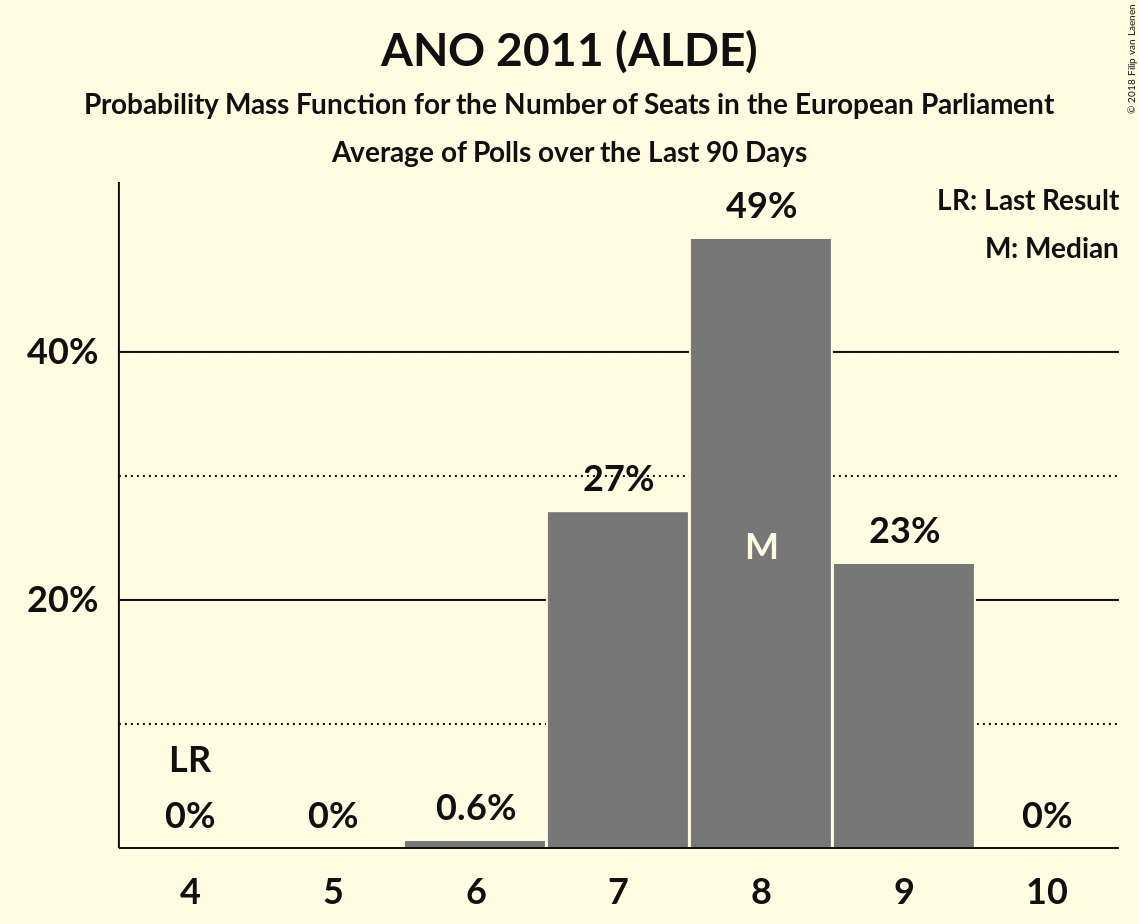 ANO 2011 (ALDE)
Probability Mass Function for the Number of Seats in the European Parliament
Average of Polls over the Last 90 Days
© 2018 Filip van Laenen
LR: Last Result
M: Median
49%
40%
27%
M
23%
20%
LR
0%
0%
0.6%
0%
4
5
6
7
8
9
10